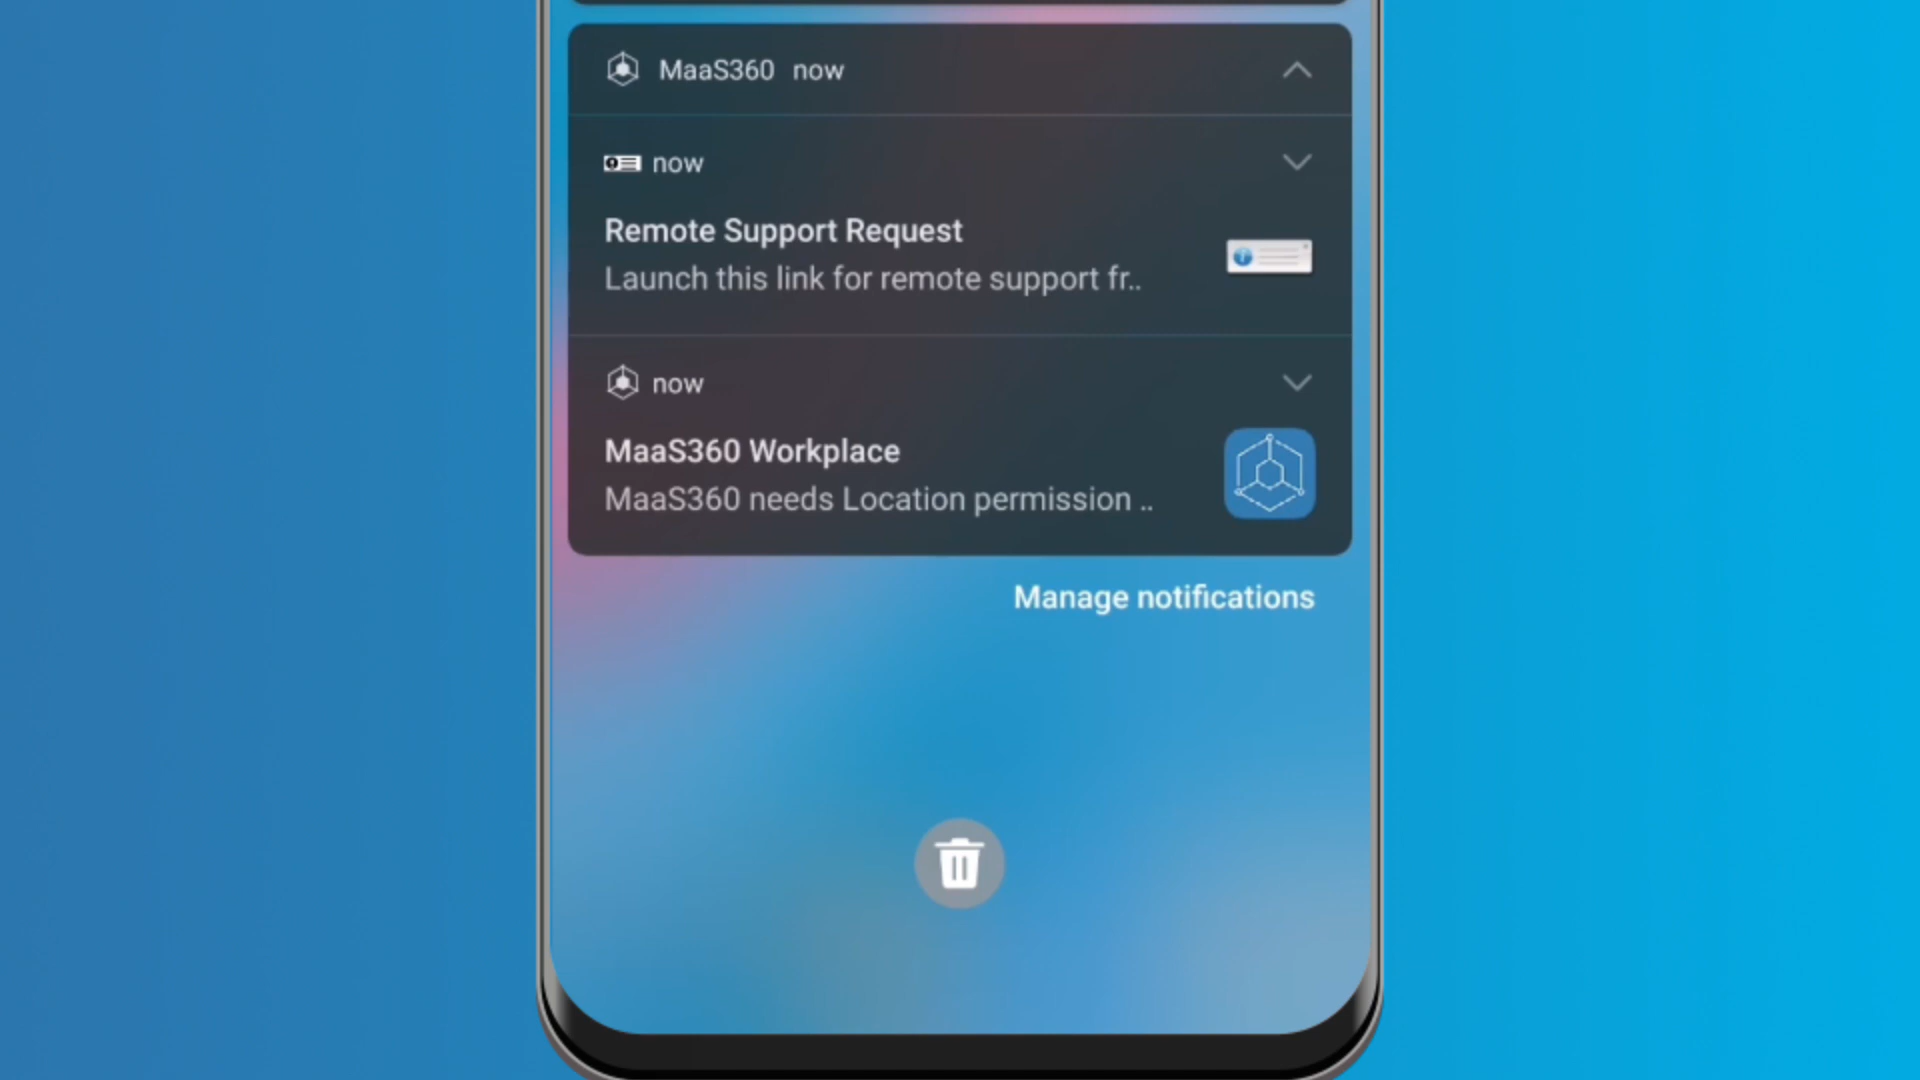 MaaS360 now
now
Remote Support Request
Launch this link for remote support fr..
now
MaaS360 Workplace
MaaS360 needs Location permission ..
Manage notifications